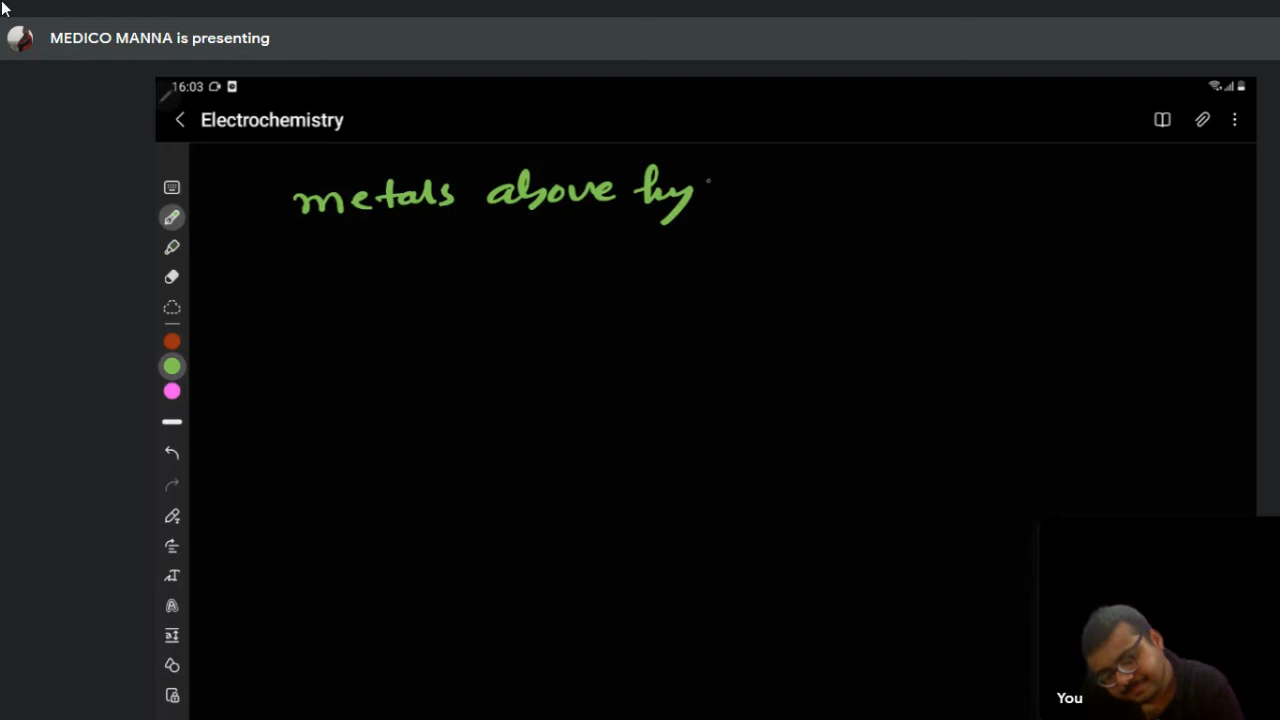 MEDICO MANNA is presenting
16:03
Electrochemistry
metals above hy
You